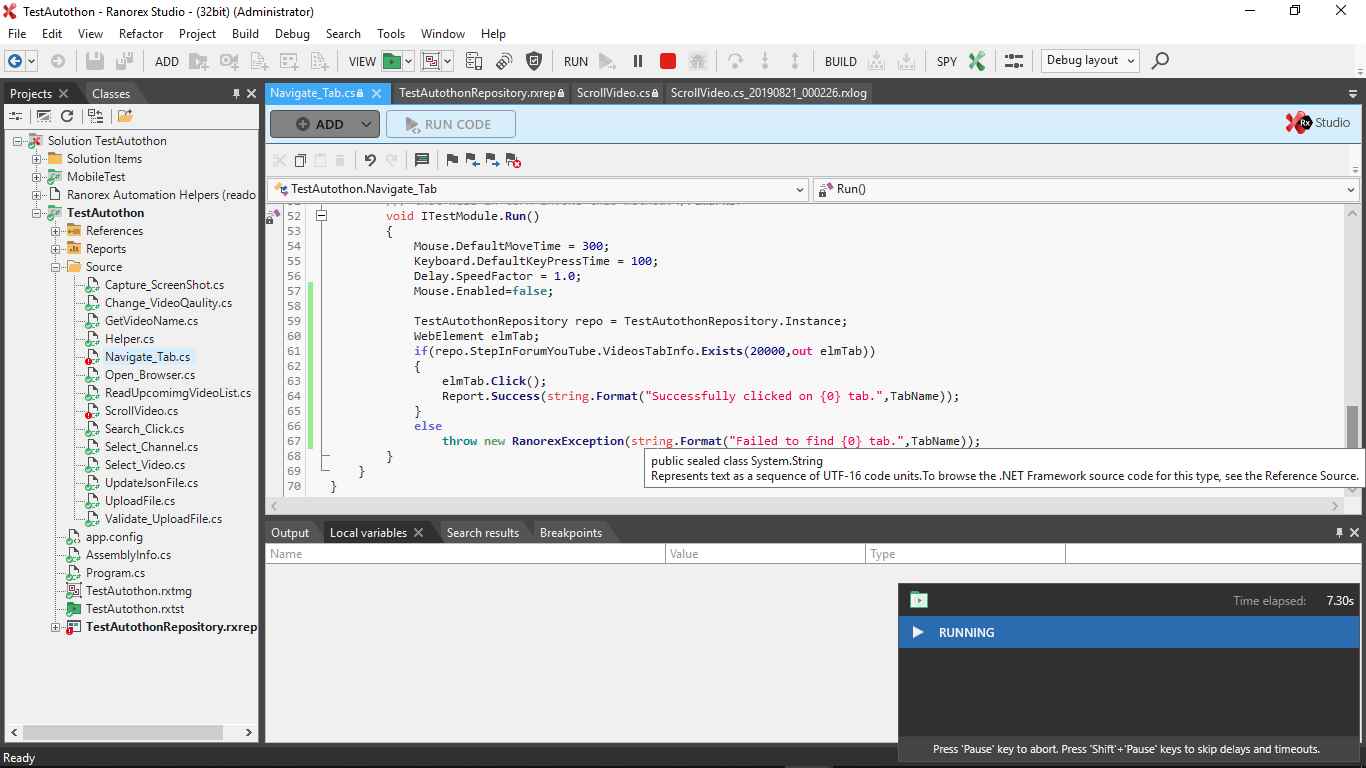 TestAutothon - Ranorex Studio - (32bit) (Administrator)
File Edit View Refactor Project Build Debug Search Tools Window Help
ADD VIEW RUN BUILD SPY Debug layout
Projects Classes
Solution TestAutothon
Solution Items
MobileTest
Ranorex Automation Helpers (reado
TestAutothon
References
Reports
Source
Capture_ScreenShot.cs
Change_VideoQaulity.cs
GetVideoName.cs
Helper.cs
Navigate_Tab.cs
Open_Browser.cs
ReadUpcomimgVideoList.cs
ScrollVideo.cs
Search_Click.cs
Select_Channel.cs
Select_Video.cs
UpdateJsonFile.cs
UploadFile.cs
Validate_UploadFile.cs
app.config
AssemblyInfo.cs
Program.cs
TestAutothon.rxtmg
TestAutothon.rxtst
TestAutothonRepository.rxrep
Navigate_Tab.cs TestAutothonRepository.rxrep ScrollVideo.cs ScrollVideo.cs_20190821_000226.rxlog
ADD RUN CODE Rx Studio
TestAutothon.Navigate_Tab Run()
52 void ITestModule.Run()
53 {
54 Mouse.DefaultMoveTime = 300;
55 Keyboard.DefaultKeyPressTime = 100;
56 Delay.SpeedFactor = 1.0;
57 Mouse.Enabled=false;
58
59 TestAutothonRepository repo = TestAutothonRepository.Instance;
60 WebElement elmTab;
61 if(repo.StepInForumYouTube.VideosTabInfo.Exists(20000,out elmTab))
62 {
63 elmTab.Click();
64 Report.Success(string.Format("Successfully clicked on {0} tab.",TabName));
65 }
66 else
67 throw new RanorexException(string.Format("Failed to find {0} tab.",TabName));
68 }
69 }
70 }
public sealed class System.String
Represents text as a sequence of UTF-16 code units.To browse the .NET Framework source code for this type, see the Reference Source.
Output Local variables Search results Breakpoints
Name Value Type
Time elapsed: 7.30s
RUNNING
Press 'Pause' key to abort. Press 'Shift'+'Pause' keys to skip delays and timeouts.
Ready